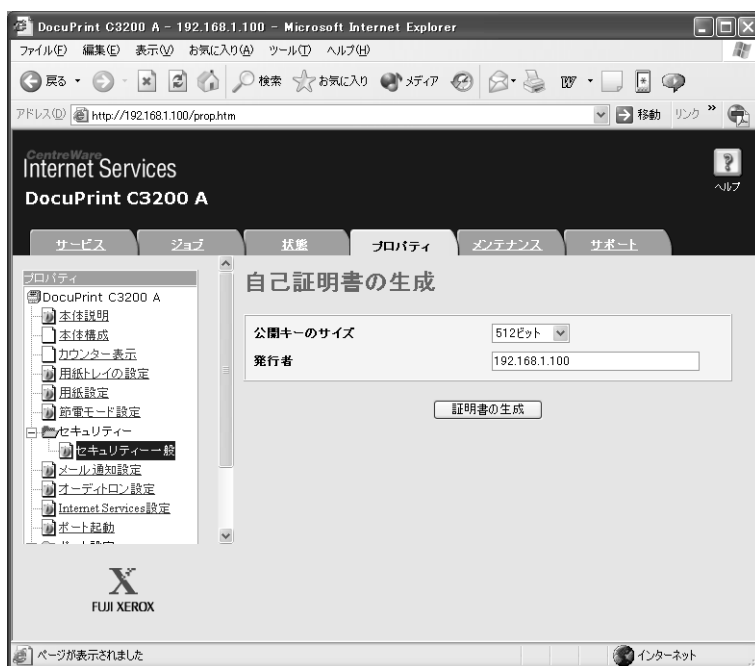 DocuPrint C3200 A - 192.168.1.100 - Microsoft Internet Explorer
ファイル(F) 編集(E) 表示(V) お気に入り(A) ツール(T) ヘルプ(H)
戻る 検索 お気に入り メディア
アドレス(D) http://192.168.1.100/prop.htm 移動 リンク »
CentreWare
Internet Services
DocuPrint C3200 A
?
ヘルプ
サービス ジョブ 状態 プロパティ メンテナンス サポート
プロパティ
DocuPrint C3200 A
本体説明
本体構成
カウンター表示
用紙トレイの設定
用紙設定
節電モード設定
セキュリティー
セキュリティー一般
メール通知設定
オーディトロン設定
Internet Services設定
ポート起動
自己証明書の生成
公開キーのサイズ 512ビット
発行者 192.168.1.100
証明書の生成
X
FUJI XEROX
ページが表示されました インターネット